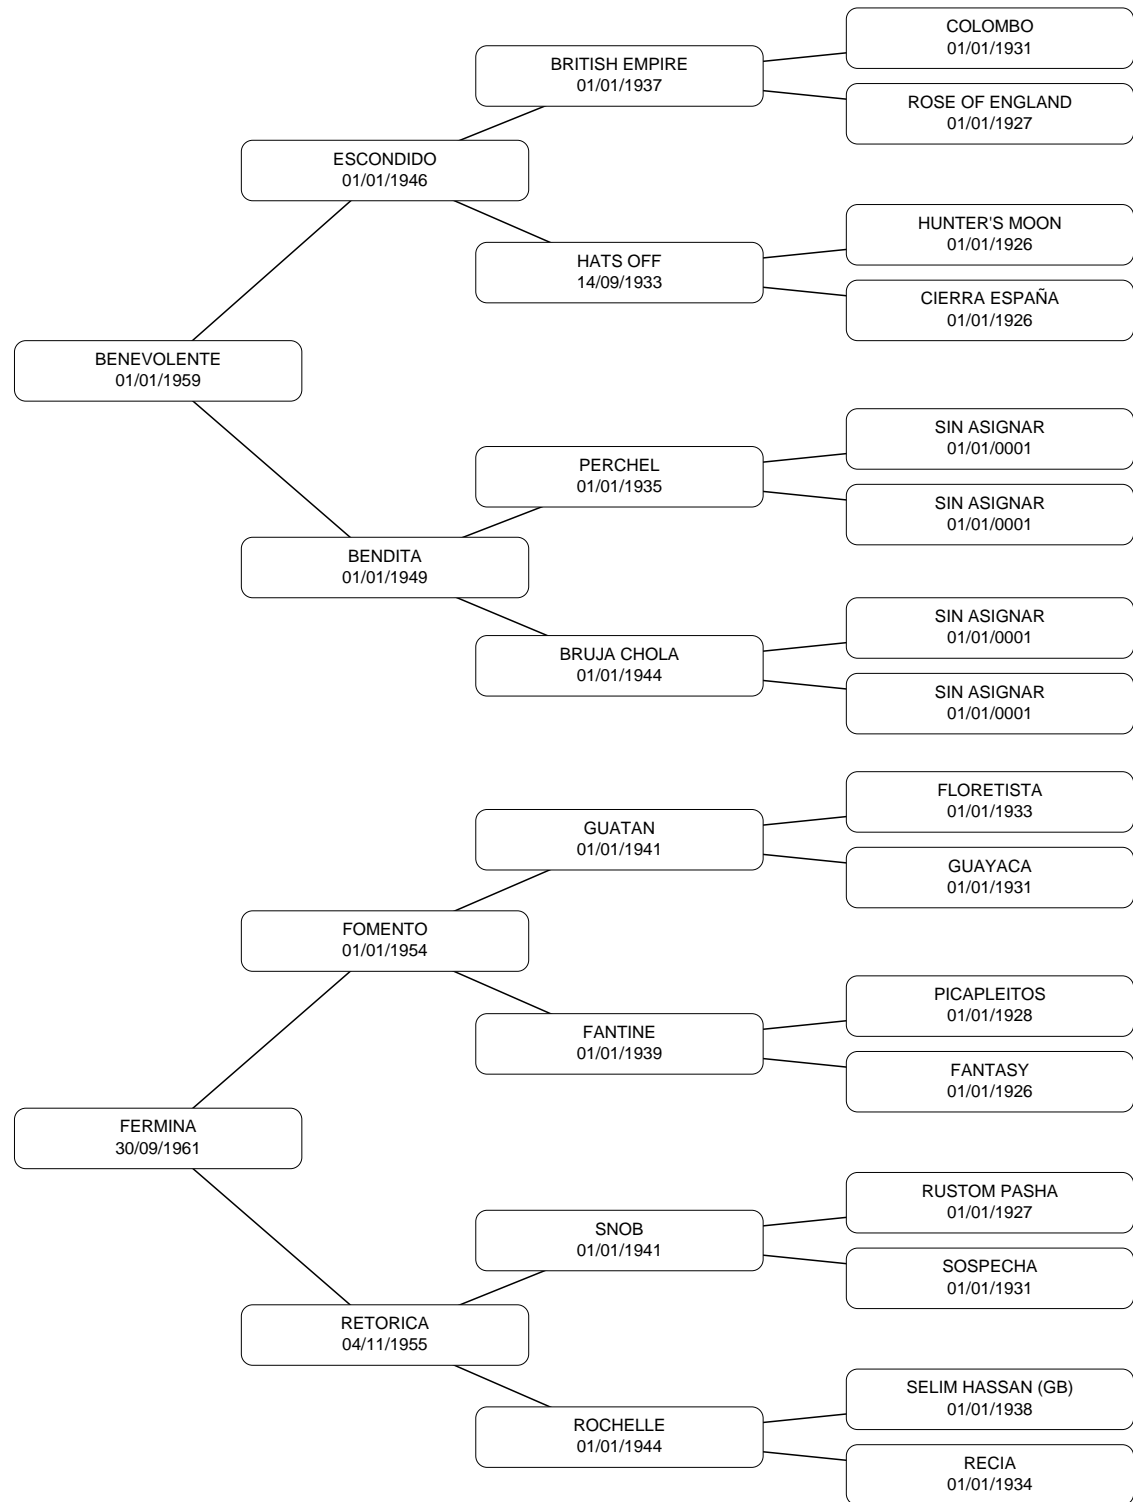 COLOMBO
01/01/1931
BRITISH EMPIRE
01/01/1937
ROSE OF ENGLAND
01/01/1927
ESCONDIDO
01/01/1946
HUNTER'S MOON
01/01/1926
HATS OFF
14/09/1933
CIERRA ESPAÑA
01/01/1926
BENEVOLENTE
01/01/1959
SIN ASIGNAR
01/01/0001
PERCHEL
01/01/1935
SIN ASIGNAR
01/01/0001
BENDITA
01/01/1949
SIN ASIGNAR
01/01/0001
BRUJA CHOLA
01/01/1944
SIN ASIGNAR
01/01/0001
FLORETISTA
01/01/1933
GUATAN
01/01/1941
GUAYACA
01/01/1931
FOMENTO
01/01/1954
PICAPLEITOS
01/01/1928
FANTINE
01/01/1939
FANTASY
01/01/1926
FERMINA
30/09/1961
RUSTOM PASHA
01/01/1927
SNOB
01/01/1941
SOSPECHA
01/01/1931
RETORICA
04/11/1955
SELIM HASSAN (GB)
01/01/1938
ROCHELLE
01/01/1944
RECIA
01/01/1934